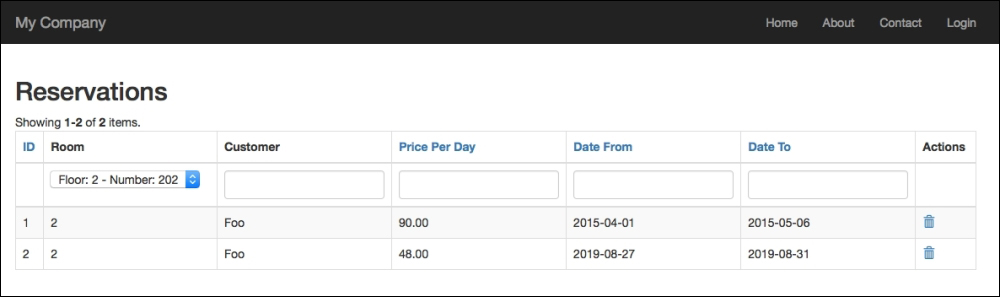 My Company Home About Contact Login
Reservations
Showing 1-2 of 2 items.
ID Room Customer Price Per Day Date From Date To Actions
Floor: 2 - Number: 202
1 2 Foo 90.00 2015-04-01 2015-05-06
2 2 Foo 48.00 2019-08-27 2019-08-31